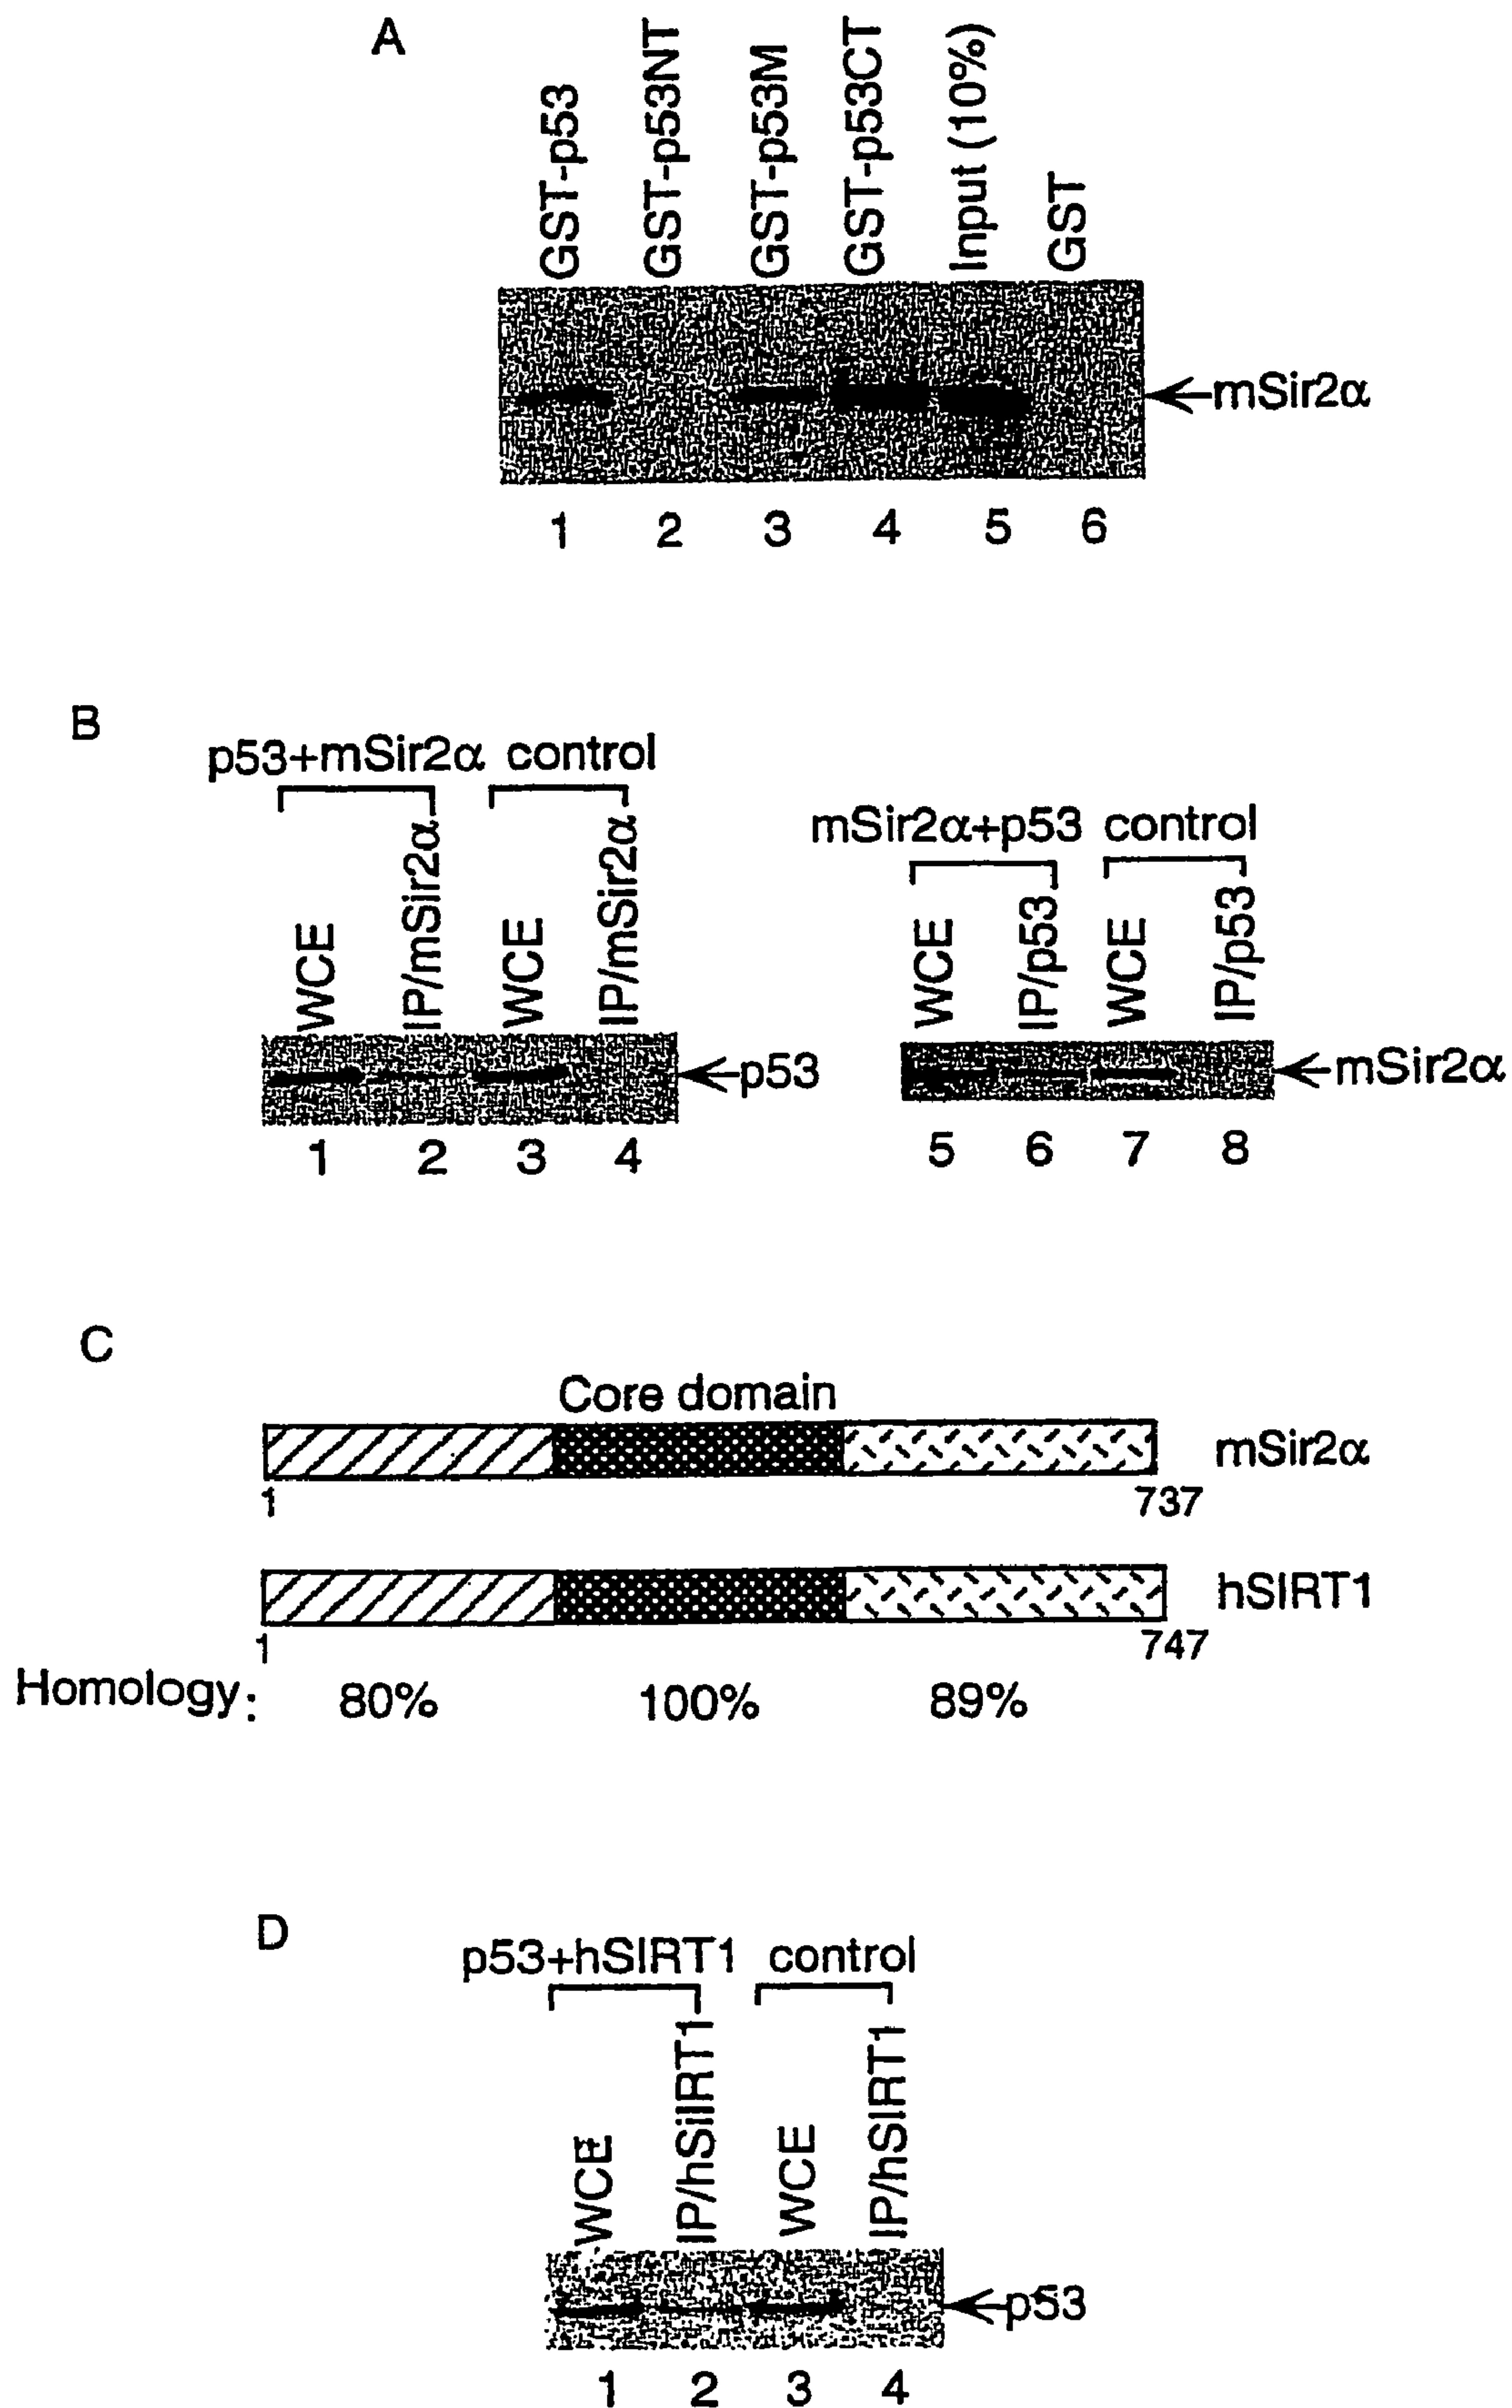 A
GST-p53
GST-p53NT
GST-p53M
GST-p53CT
Input (10%)
GST
mSir2α
1 2 3 4 5 6
B
p53+mSir2α control
WCE
IP/mSir2α
WCE
IP/mSir2α
p53
1 2 3 4
mSir2α+p53 control
WCE
IP/p53
WCE
IP/p53
mSir2α
5 6 7 8
C
Core domain
mSir2α
1 737
hSIRT1
1 747
Homology: 80% 100% 89%
D
p53+hSIRT1 control
WCE
IP/hSiIRT1
WCE
IP/hSIRT1
p53
1 2 3 4